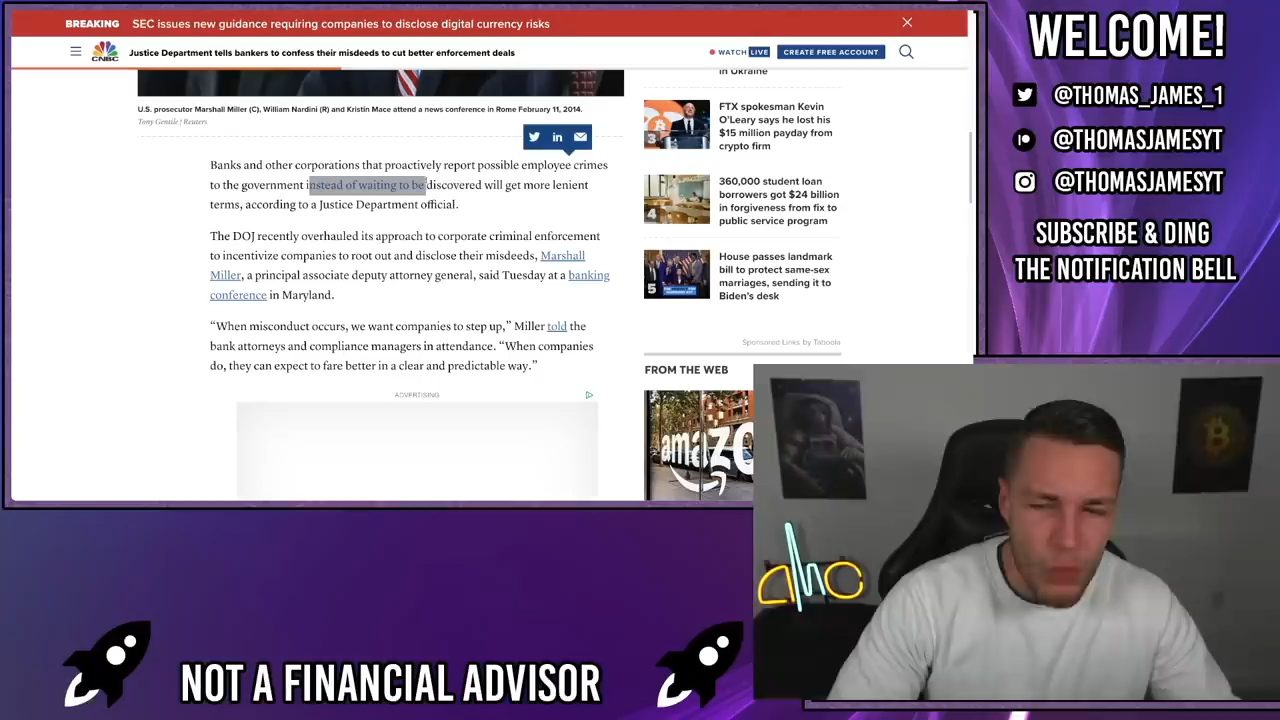 BREAKING SEC issues new guidance requiring companies to disclose digital currency risks
CNBC
Justice Department tells bankers to confess their misdeeds to cut better enforcement deals
WATCH LIVE
CREATE FREE ACCOUNT
U.S. prosecutor Marshall Miller (C), William Nardini (R) and Kristin Mace attend a news conference in Rome February 11, 2014.
Tony Gentile | Reuters
Banks and other corporations that proactively report possible employee crimes
to the government instead of waiting to be discovered will get more lenient
terms, according to a Justice Department official.
The DOJ recently overhauled its approach to corporate criminal enforcement
to incentivize companies to root out and disclose their misdeeds, Marshall
Miller, a principal associate deputy attorney general, said Tuesday at a banking
conference in Maryland.
“When misconduct occurs, we want companies to step up,” Miller told the
bank attorneys and compliance managers in attendance. “When companies
do, they can expect to fare better in a clear and predictable way.”
ADVERTISING
in Ukraine
3
FTX spokesman Kevin
O'Leary says he lost his
$15 million payday from
crypto firm
4
360,000 student loan
borrowers got $24 billion
in forgiveness from fix to
public service program
5
House passes landmark
bill to protect same-sex
marriages, sending it to
Biden's desk
Sponsored Links by Taboola
FROM THE WEB
amazo
WELCOME!
@THOMAS_JAMES_1
@THOMASJAMESYT
@THOMASJAMESYT
SUBSCRIBE & DING
THE NOTIFICATION BELL
NOT A FINANCIAL ADVISOR